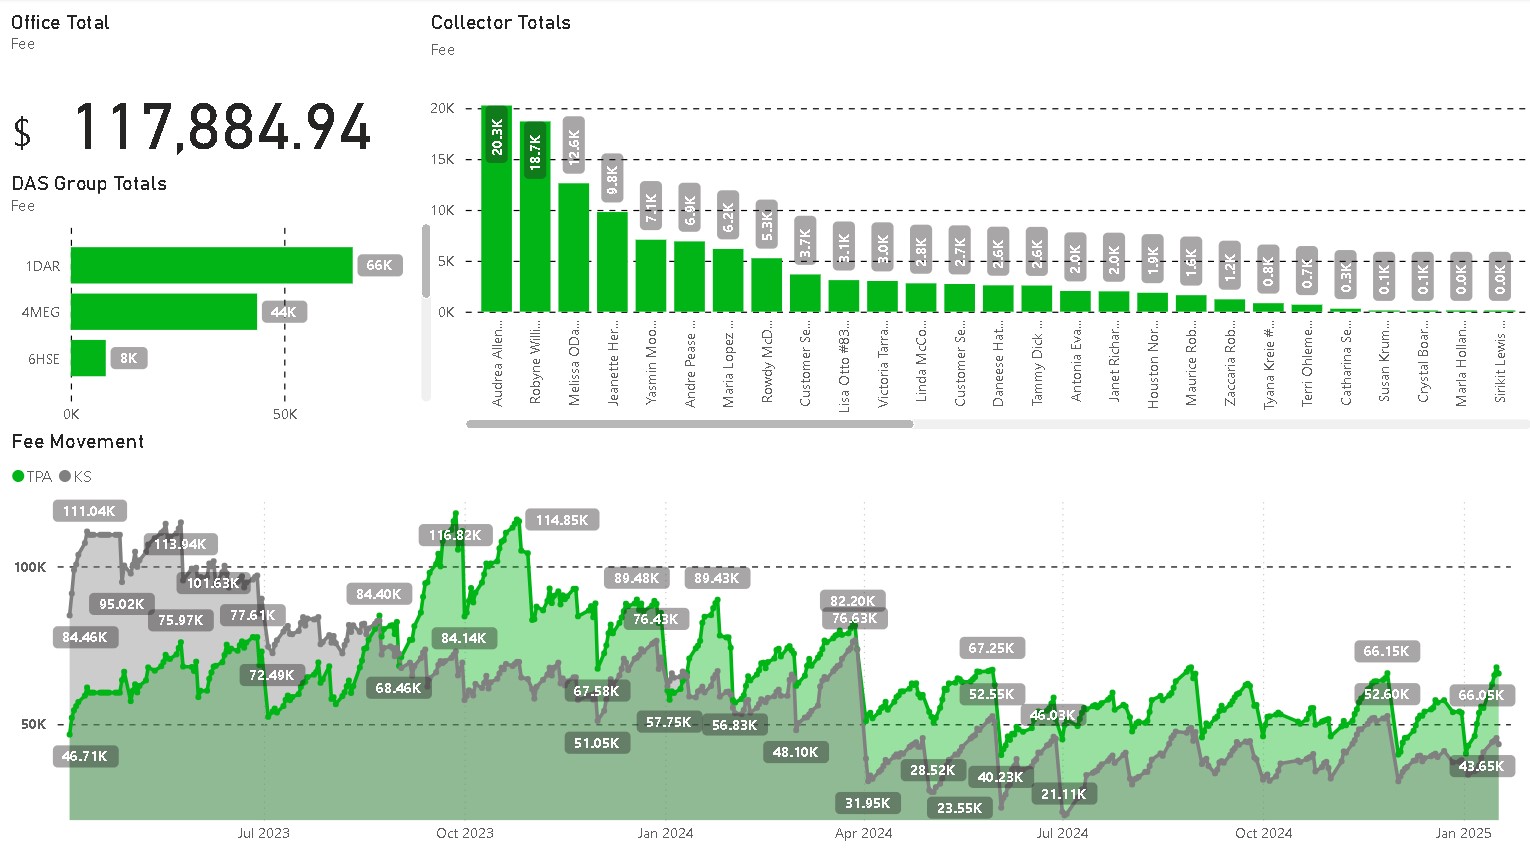 Office Total
Fee
$ 117,884.94
DAS Group Totals
Fee
1DAR 66K
4MEG 44K
6HSE 8K
0K 50K
Collector Totals
Fee
20K
15K
10K
5K
0K
20.3K
18.7K
12.6K
9.8K
7.1K
6.9K
6.2K
5.3K
3.7K
3.1K
3.0K
2.8K
2.7K
2.6K
2.6K
2.0K
2.0K
1.9K
1.6K
1.2K
0.8K
0.7K
0.3K
0.1K
0.1K
0.0K
0.0K
Audrea Allen...
Robyne Willi...
Melissa ODa...
Jeanette Her...
Yasmin Moo...
Andre Pease ...
Maria Lopez ...
Rowdy McD...
Customer Se...
Lisa Otto #83...
Victoria Tarra...
Linda McCo...
Customer Se...
Daneese Hat...
Tammy Dick ...
Antonia Eva...
Janet Richar...
Houston Nor...
Maurice Rob...
Zaccaria Rob...
Tyana Kreie #...
Terri Ohleme...
Catharina Se...
Susan Krum...
Crystal Boar...
Marla Hollan...
Sirikit Lewis ...
Fee Movement
TPA KS
100K
50K
111.04K
113.94K
101.63K
95.02K
75.97K
77.61K
84.46K
72.49K
46.71K
84.40K
68.46K
116.82K
114.85K
84.14K
89.48K
89.43K
76.43K
67.58K
57.75K
56.83K
51.05K
82.20K
76.63K
48.10K
31.95K
67.25K
52.55K
46.03K
28.52K
40.23K
23.55K
21.11K
66.15K
52.60K
66.05K
43.65K
Jul 2023 Oct 2023 Jan 2024 Apr 2024 Jul 2024 Oct 2024 Jan 2025